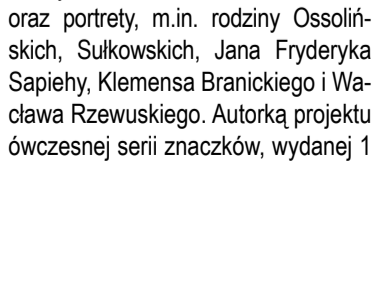 oraz portrety, m.in. rodziny Ossoliń-
skich, Sułkowskich, Jana Fryderyka
Sapiehy, Klemensa Branickiego i Wa-
cława Rzewuskiego. Autorką projektu
ówczesnej serii znaczków, wydanej 1